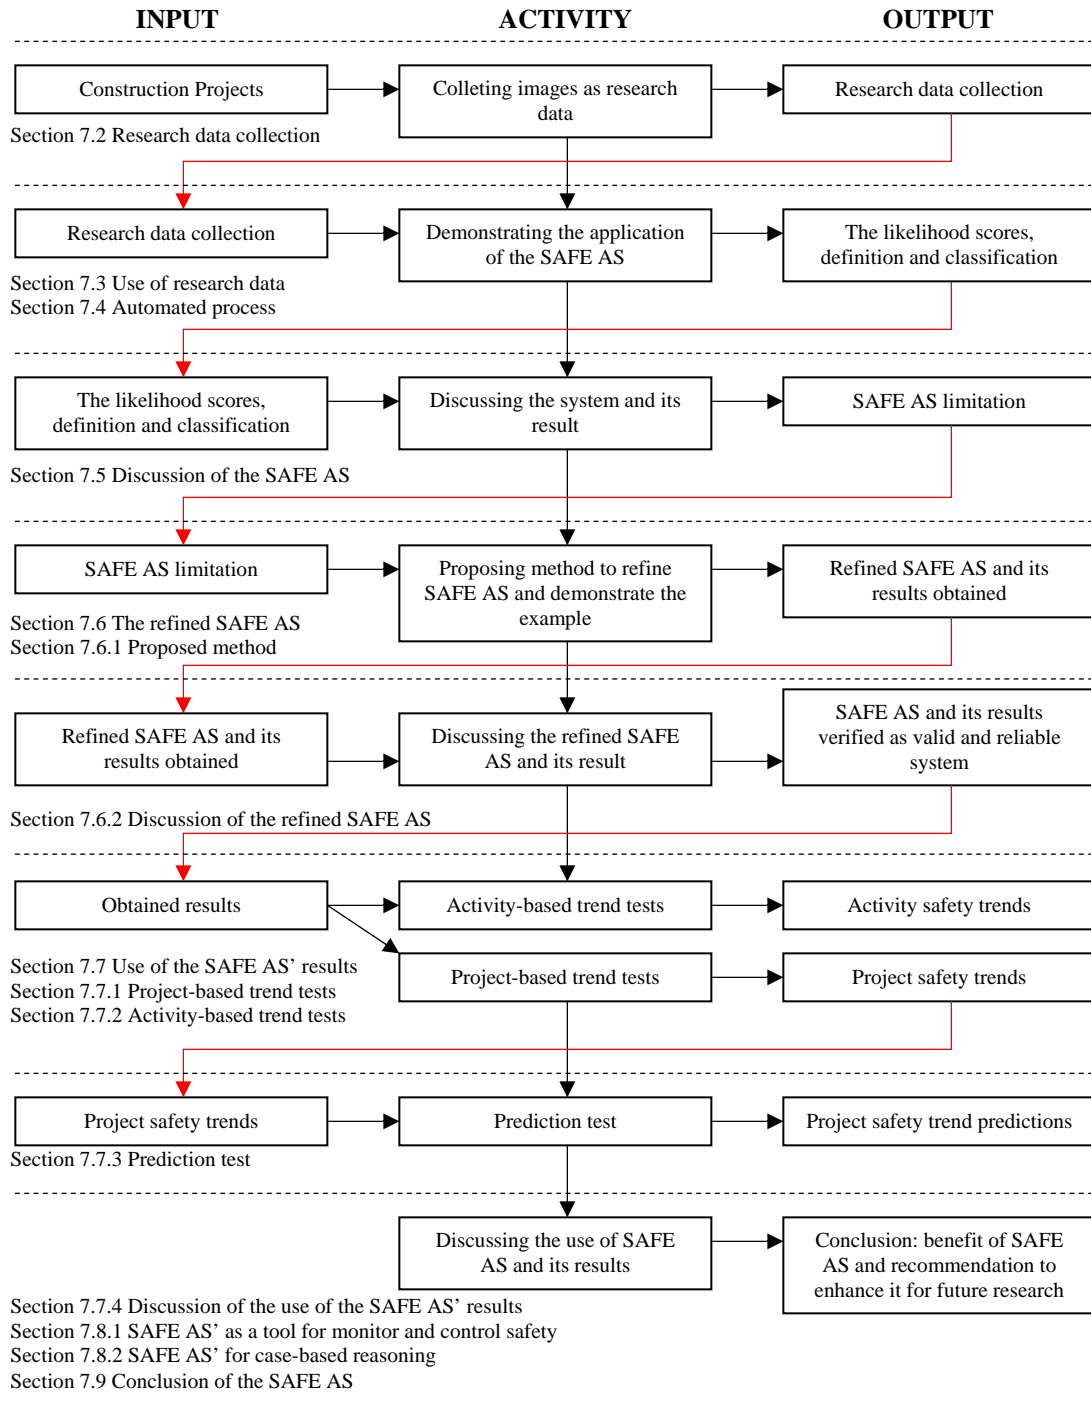 INPUT
ACTIVITY
OUTPUT
Construction Projects
Colleting images as research
data
Research data collection
Section 7.2 Research data collection
Research data collection
Demonstrating the application
of the SAFE AS
The likelihood scores,
definition and classification
Section 7.3 Use of research data
Section 7.4 Automated process
The likelihood scores,
definition and classification
Discussing the system and its
result
SAFE AS limitation
Section 7.5 Discussion of the SAFE AS
SAFE AS limitation
Proposing method to refine
SAFE AS and demonstrate the
example
Refined SAFE AS and its
results obtained
Section 7.6 The refined SAFE AS
Section 7.6.1 Proposed method
Refined SAFE AS and its
results obtained
Discussing the refined SAFE
AS and its result
SAFE AS and its results
verified as valid and reliable
system
Section 7.6.2 Discussion of the refined SAFE AS
Obtained results
Activity-based trend tests
Activity safety trends
Project-based trend tests
Project safety trends
Section 7.7 Use of the SAFE AS’ results
Section 7.7.1 Project-based trend tests
Section 7.7.2 Activity-based trend tests
Project safety trends
Prediction test
Project safety trend predictions
Section 7.7.3 Prediction test
Discussing the use of SAFE
AS and its results
Conclusion: benefit of SAFE
AS and recommendation to
enhance it for future research
Section 7.7.4 Discussion of the use of the SAFE AS’ results
Section 7.8.1 SAFE AS’ as a tool for monitor and control safety
Section 7.8.2 SAFE AS’ for case-based reasoning
Section 7.9 Conclusion of the SAFE AS